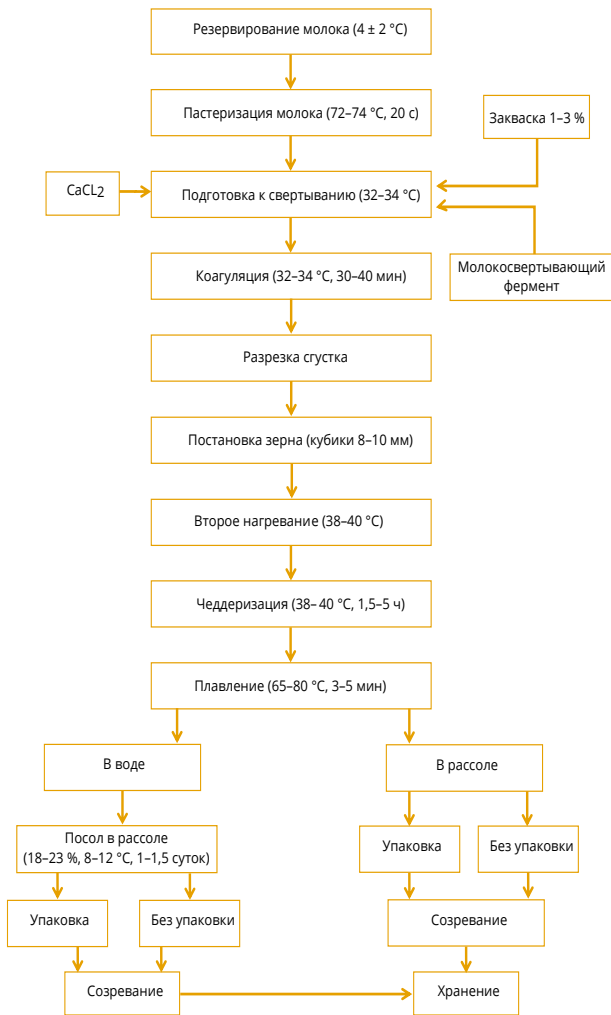 Резервирование молока (4 ± 2 °C)
Пастеризация молока (72–74 °C, 20 с)
Закваска 1–3 %
CaCL2
Подготовка к свертыванию (32–34 °C)
Молокосвертывающий
фермент
Коагуляция (32–34 °C, 30–40 мин)
Разрезка сгустка
Постановка зерна (кубики 8–10 мм)
Второе нагревание (38–40 °C)
Чеддеризация (38– 40 °C, 1,5–5 ч)
Плавление (65–80 °C, 3–5 мин)
В воде
В рассоле
Посол в рассоле
(18–23 %, 8–12 °C, 1–1,5 суток)
Упаковка
Без упаковки
Упаковка
Без упаковки
Созревание
Созревание
Хранение